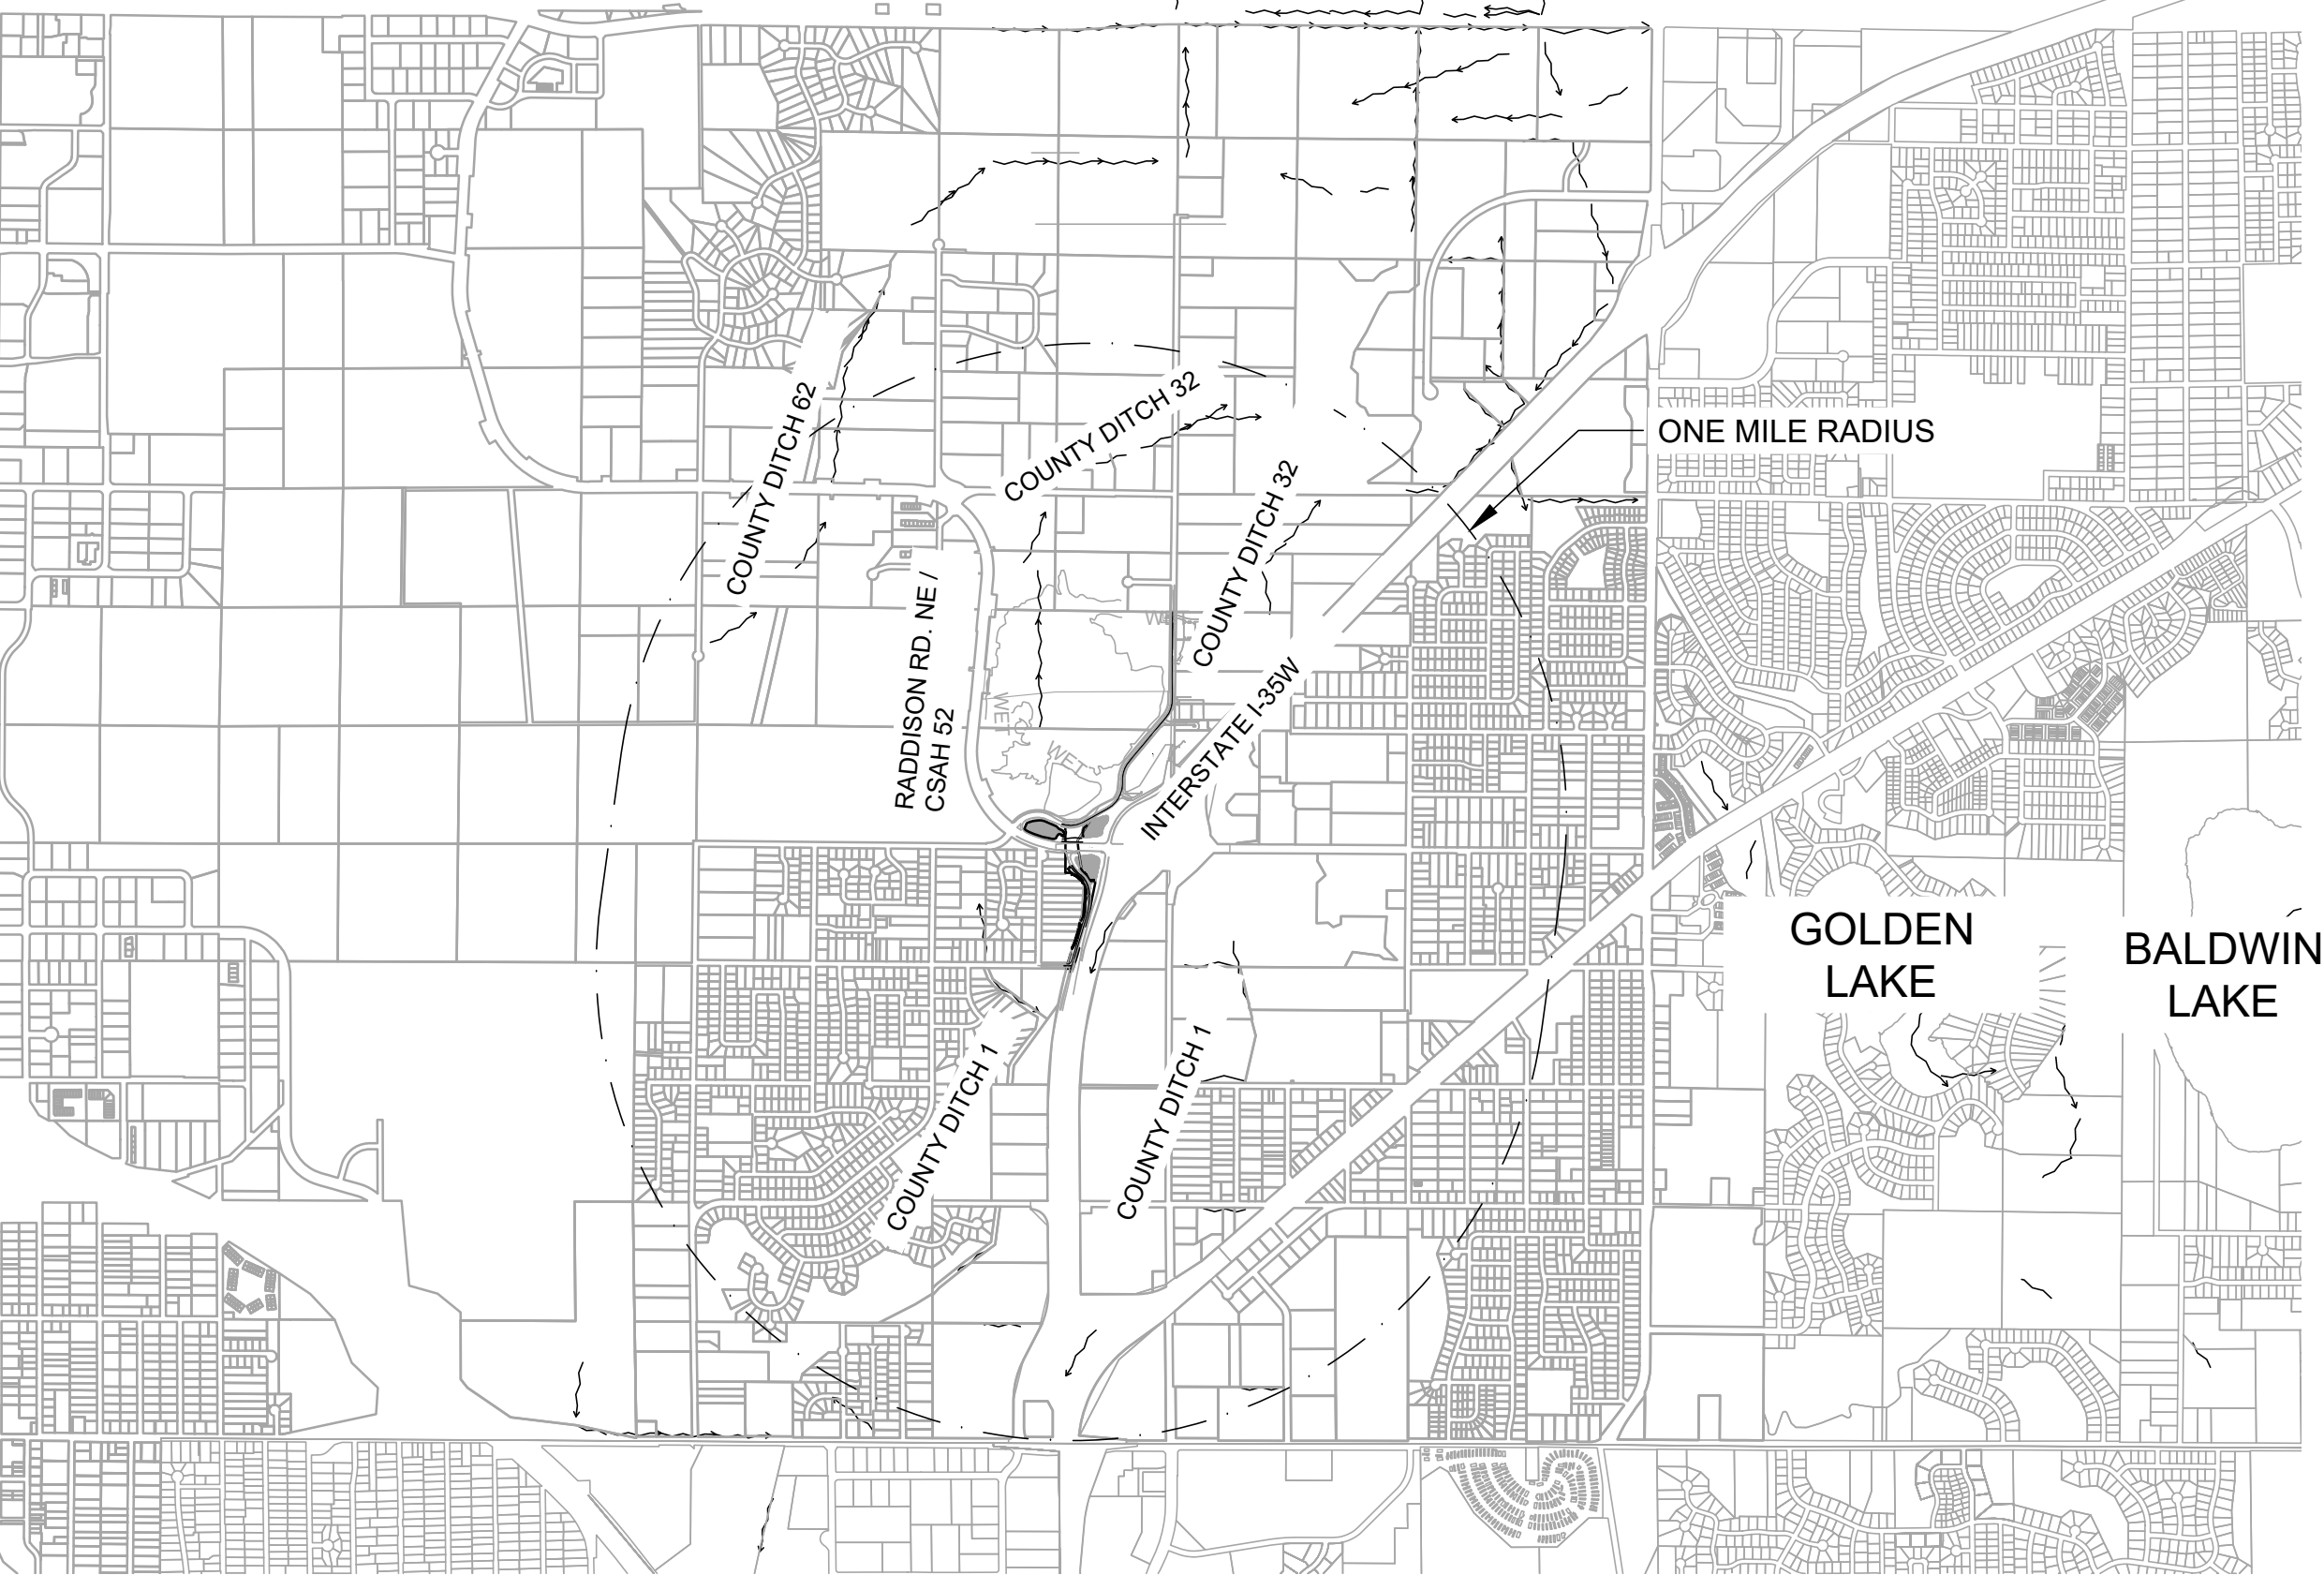 COUNTY DITCH 62
COUNTY DITCH 32
ONE MILE RADIUS
COUNTY DITCH 32
RADDISON RD. NE /
CSAH 52
INTERSTATE I-35W
WET
GOLDEN
LAKE
BALDWIN
LAKE
COUNTY DITCH 1
COUNTY DITCH 1